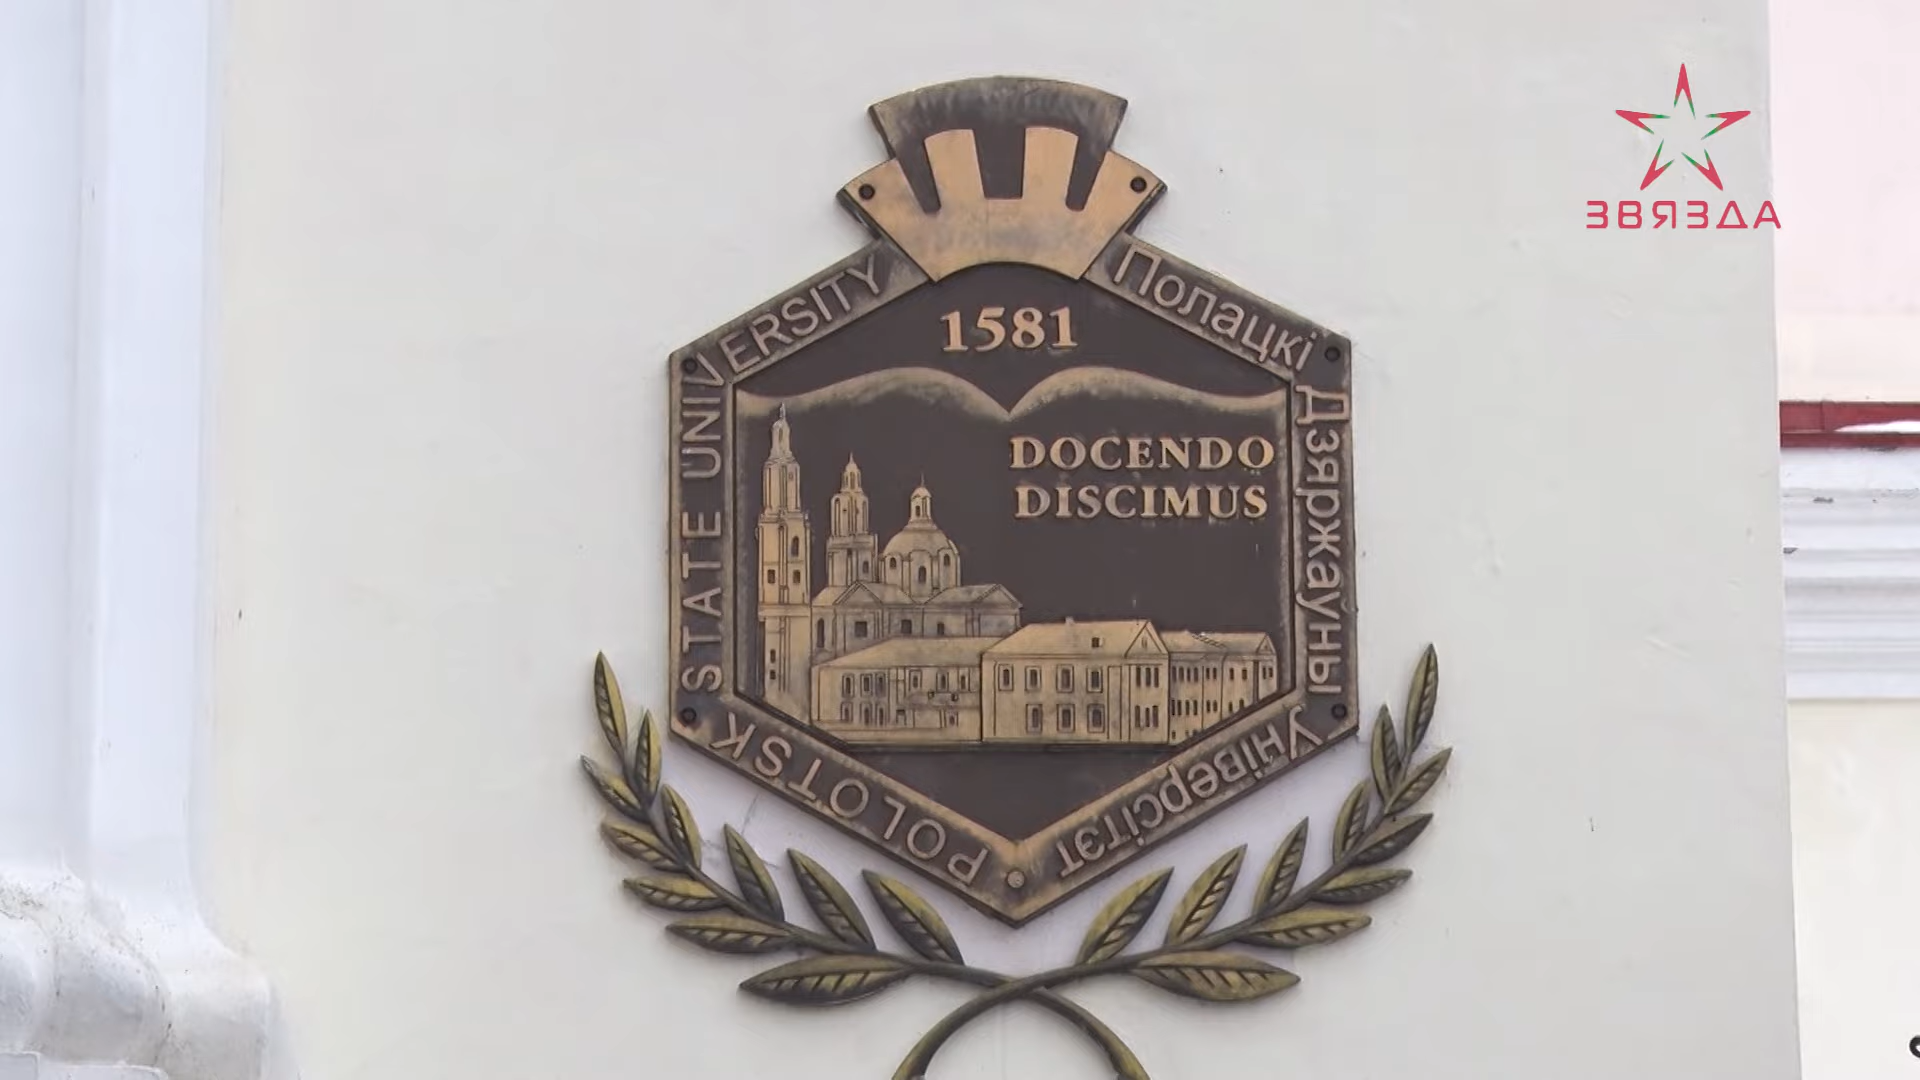 ЗВЯЗДА
1581
DOCENDO
DISCIMUS
POLOTSK STATE UNIVERSITY
Полацкі Дзяржаўны Універсітэт